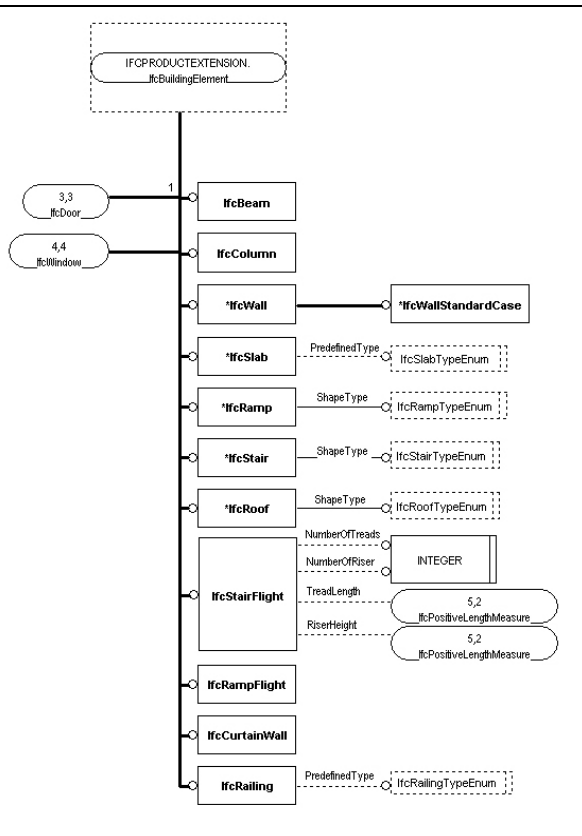 IFCPRODUCTEXTENSION.
IfcBuildingElement
1
3,3
IfcDoor
IfcBeam
4,4
IfcWindow
IfcColumn
*IfcWall
*IfcWallStandardCase
*IfcSlab
PredefinedType
IfcSlabTypeEnum
*IfcRamp
ShapeType
IfcRampTypeEnum
*IfcStair
ShapeType
IfcStairTypeEnum
*IfcRoof
ShapeType
IfcRoofTypeEnum
IfcStairFlight
NumberOfTreads
NumberOfRiser
INTEGER
TreadLength
5,2
IfcPositiveLengthMeasure
RiserHeight
5,2
IfcPositiveLengthMeasure
IfcRampFlight
IfcCurtainWall
IfcRailing
PredefinedType
IfcRailingTypeEnum